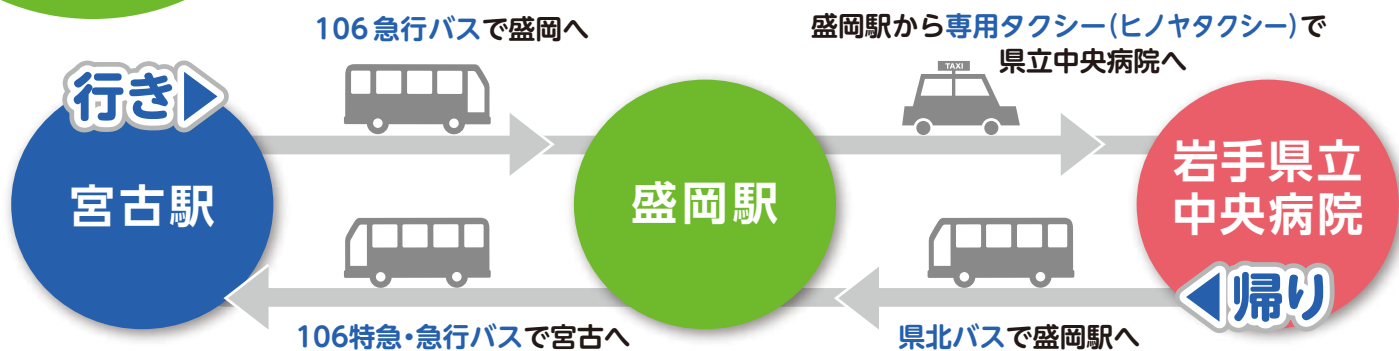 106 急行バスで盛岡へ
盛岡駅から専用タクシー(ヒノヤタクシー)で
県立中央病院へ
TAXI
行き▶
宮古駅
盛岡駅
岩手県立
中央病院
◀帰り
106特急・急行バスで宮古へ
県北バスで盛岡駅へ